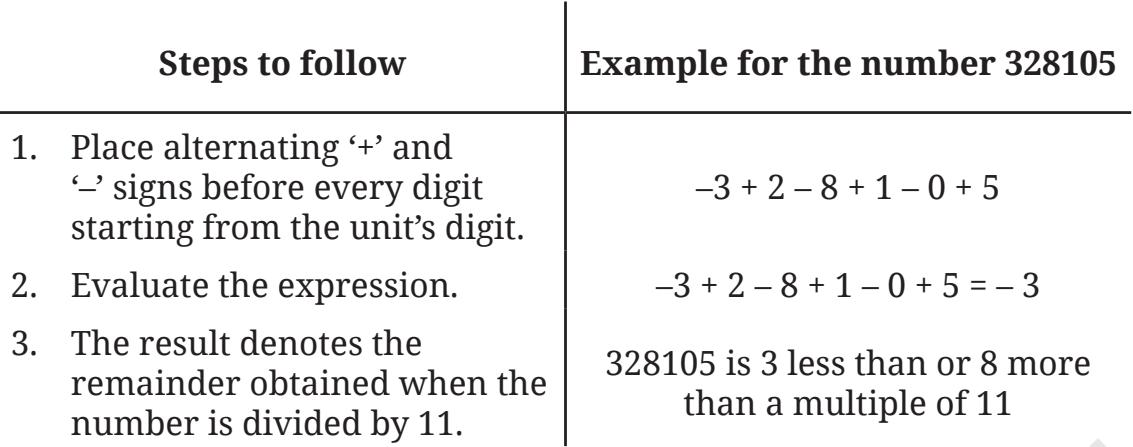 Steps to follow
Example for the number 328105
1. Place alternating ‘+’ and
‘–’ signs before every digit
starting from the unit’s digit.
–3 + 2 – 8 + 1 – 0 + 5
2. Evaluate the expression.
–3 + 2 – 8 + 1 – 0 + 5 = – 3
3. The result denotes the
remainder obtained when the
number is divided by 11.
328105 is 3 less than or 8 more
than a multiple of 11